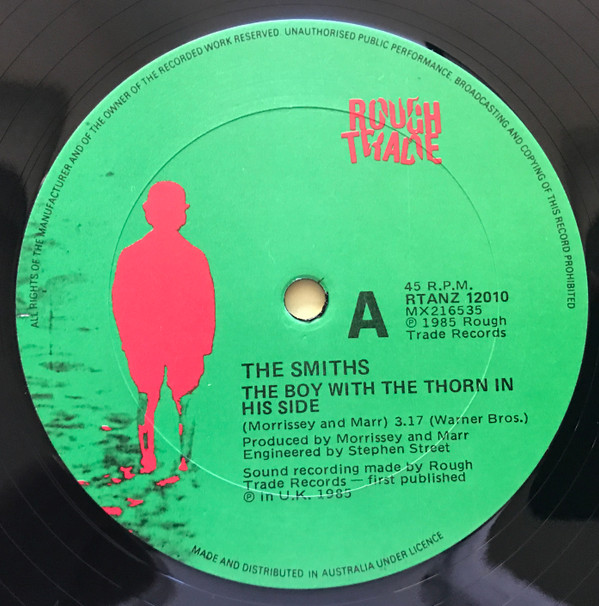 ALL RIGHTS OF THE MANUFACTURER AND OF THE OWNER OF THE RECORDED WORK RESERVED. UNAUTHORISED PUBLIC PERFORMANCE, BROADCASTING AND COPYING OF THIS RECORD PROHIBITED
ROUGH
TRADE
A
45 R.P.M.
RTANZ 12010
MX216535
℗ 1985 Rough
Trade Records
THE SMITHS
THE BOY WITH THE THORN IN
HIS SIDE
(Morrissey and Marr) 3.17 (Warner Bros.)
Produced by Morrissey and Marr
Engineered by Stephen Street
Sound recording made by Rough
Trade Records — first published
℗ in U.K. 1985
MADE AND DISTRIBUTED IN AUSTRALIA UNDER LICENCE